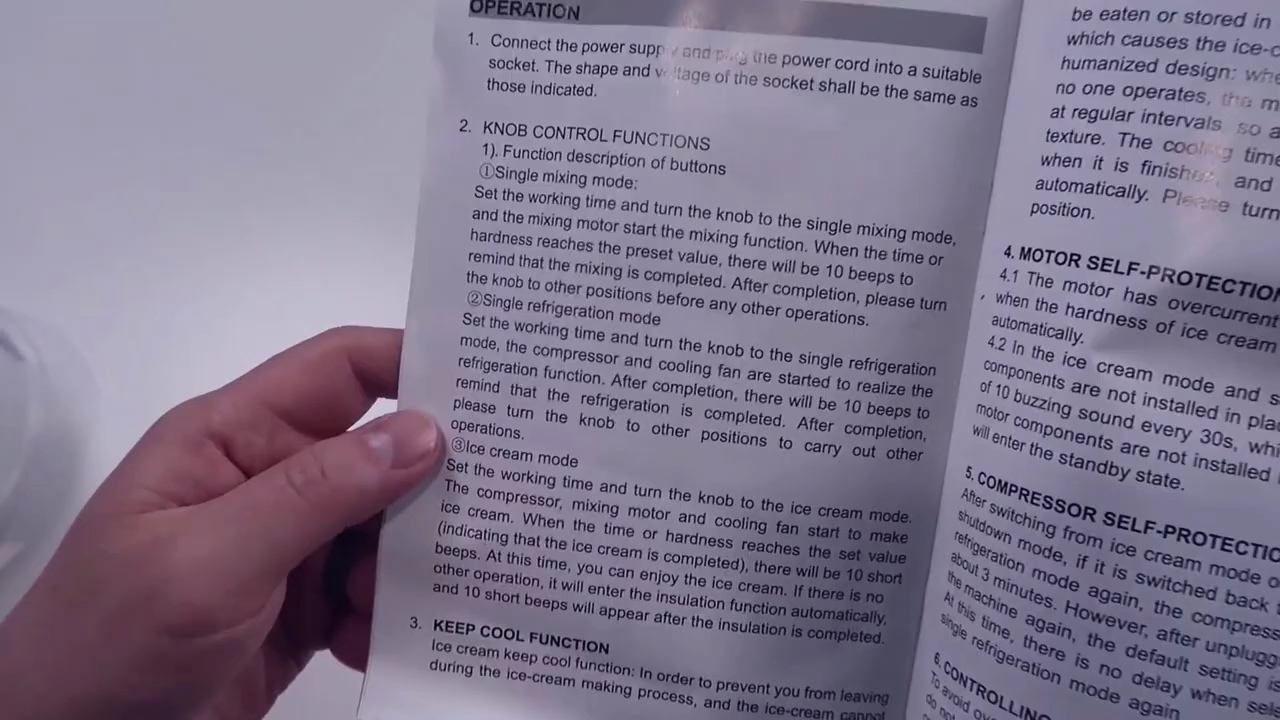 OPERATION
1. Connect the power supply and plug the power cord into a suitable
socket. The shape and voltage of the socket shall be the same as
those indicated.
2. KNOB CONTROL FUNCTIONS
1). Function description of buttons
①Single mixing mode:
Set the working time and turn the knob to the single mixing mode,
and the mixing motor start the mixing function. When the time or
hardness reaches the preset value, there will be 10 beeps to
remind that the mixing is completed. After completion, please turn
the knob to other positions before any other operations.
②Single refrigeration mode
Set the working time and turn the knob to the single refrigeration
mode, the compressor and cooling fan are started to realize the
refrigeration function. After completion, there will be 10 beeps to
remind that the refrigeration is completed. After completion,
please turn the knob to other positions to carry out other
operations.
③Ice cream mode
Set the working time and turn the knob to the ice cream mode.
The compressor, mixing motor and cooling fan start to make
ice cream. When the time or hardness reaches the set value
(indicating that the ice cream is completed), there will be 10 short
beeps. At this time, you can enjoy the ice cream. If there is no
other operation, it will enter the insulation function automatically,
and 10 short beeps will appear after the insulation is completed.
3. KEEP COOL FUNCTION
Ice cream keep cool function: In order to prevent you from leaving
during the ice-cream making process, and the ice-cream cannot
be eaten or stored in
which causes the ice-c
humanized design: whe
no one operates, the m
at regular intervals, so a
texture. The cooling time
when it is finished, and
automatically. Please turn
position.
4. MOTOR SELF-PROTECTION
4.1 The motor has overcurrent
when the hardness of ice cream
automatically.
4.2 In the ice cream mode and s
components are not installed in pla
of 10 buzzing sound every 30s, whi
motor components are not installed
will enter the standby state.
5. COMPRESSOR SELF-PROTECTIO
After switching from ice cream mode o
shutdown mode, if it is switched back
refrigeration mode again, the compress
about 3 minutes. However, after unplugg
the machine again, the default setting is
At this time, there is no delay when sele
single refrigeration mode again.
6. CONTROLLING
To avoid ove
do not